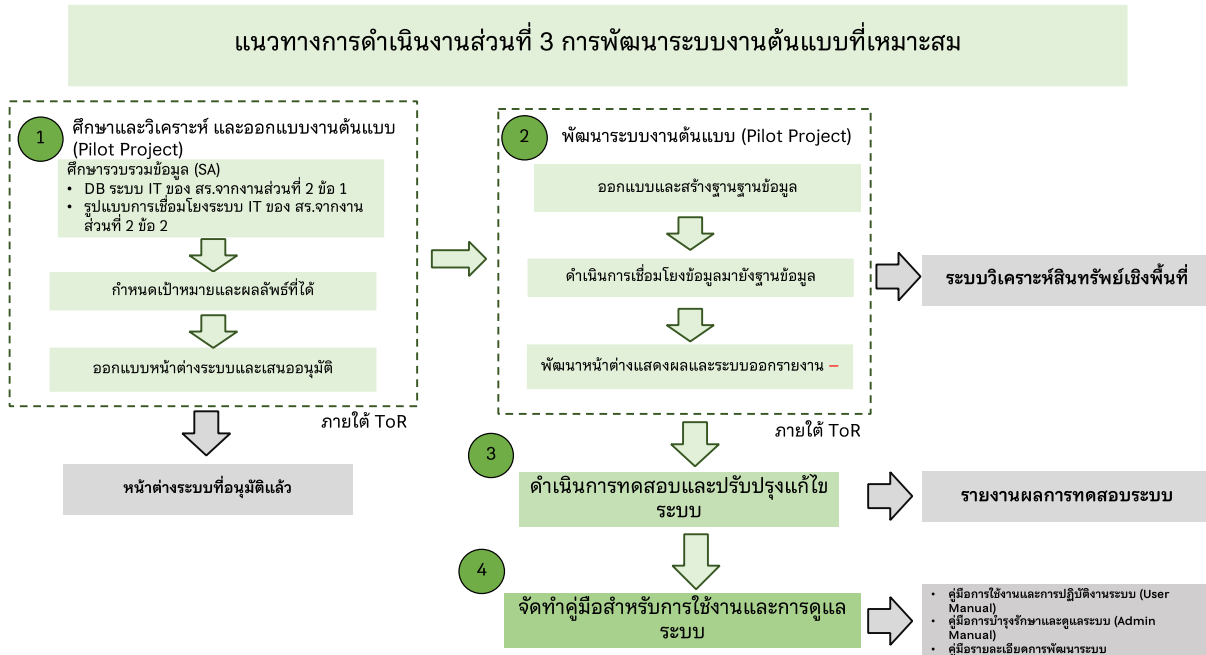 แนวทางการดำเนินงานส่วนที่ 3 การพัฒนาระบบงานต้นแบบที่เหมาะสม
1
ศึกษาและวิเคราะห์ และออกแบบงานต้นแบบ
(Pilot Project)
ศึกษารวบรวมข้อมูล (SA)
• DB ระบบ IT ของ สร.จากงานส่วนที่ 2 ข้อ 1
• รูปแบบการเชื่อมโยงระบบ IT ของ สร.จากงาน
ส่วนที่ 2 ข้อ 2
กำหนดเป้าหมายและผลลัพธ์ที่ได้
ออกแบบหน้าต่างระบบและเสนออนุมัติ
ภายใต้ ToR
หน้าต่างระบบที่อนุมัติแล้ว
2
พัฒนาระบบงานต้นแบบ (Pilot Project)
ออกแบบและสร้างฐานฐานข้อมูล
ดำเนินการเชื่อมโยงข้อมูลมายังฐานข้อมูล
พัฒนาหน้าต่างแสดงผลและระบบออกรายงาน –
ภายใต้ ToR
ระบบวิเคราะห์สินทรัพย์เชิงพื้นที่
3
ดำเนินการทดสอบและปรับปรุงแก้ไข
ระบบ
รายงานผลการทดสอบระบบ
4
จัดทำคู่มือสำหรับการใช้งานและการดูแล
ระบบ
• คู่มือการใช้งานและการปฏิบัติงานระบบ (User
Manual)
• คู่มือการบำรุงรักษาและดูแลระบบ (Admin
Manual)
• คู่มือรายละเอียดการพัฒนาระบบ